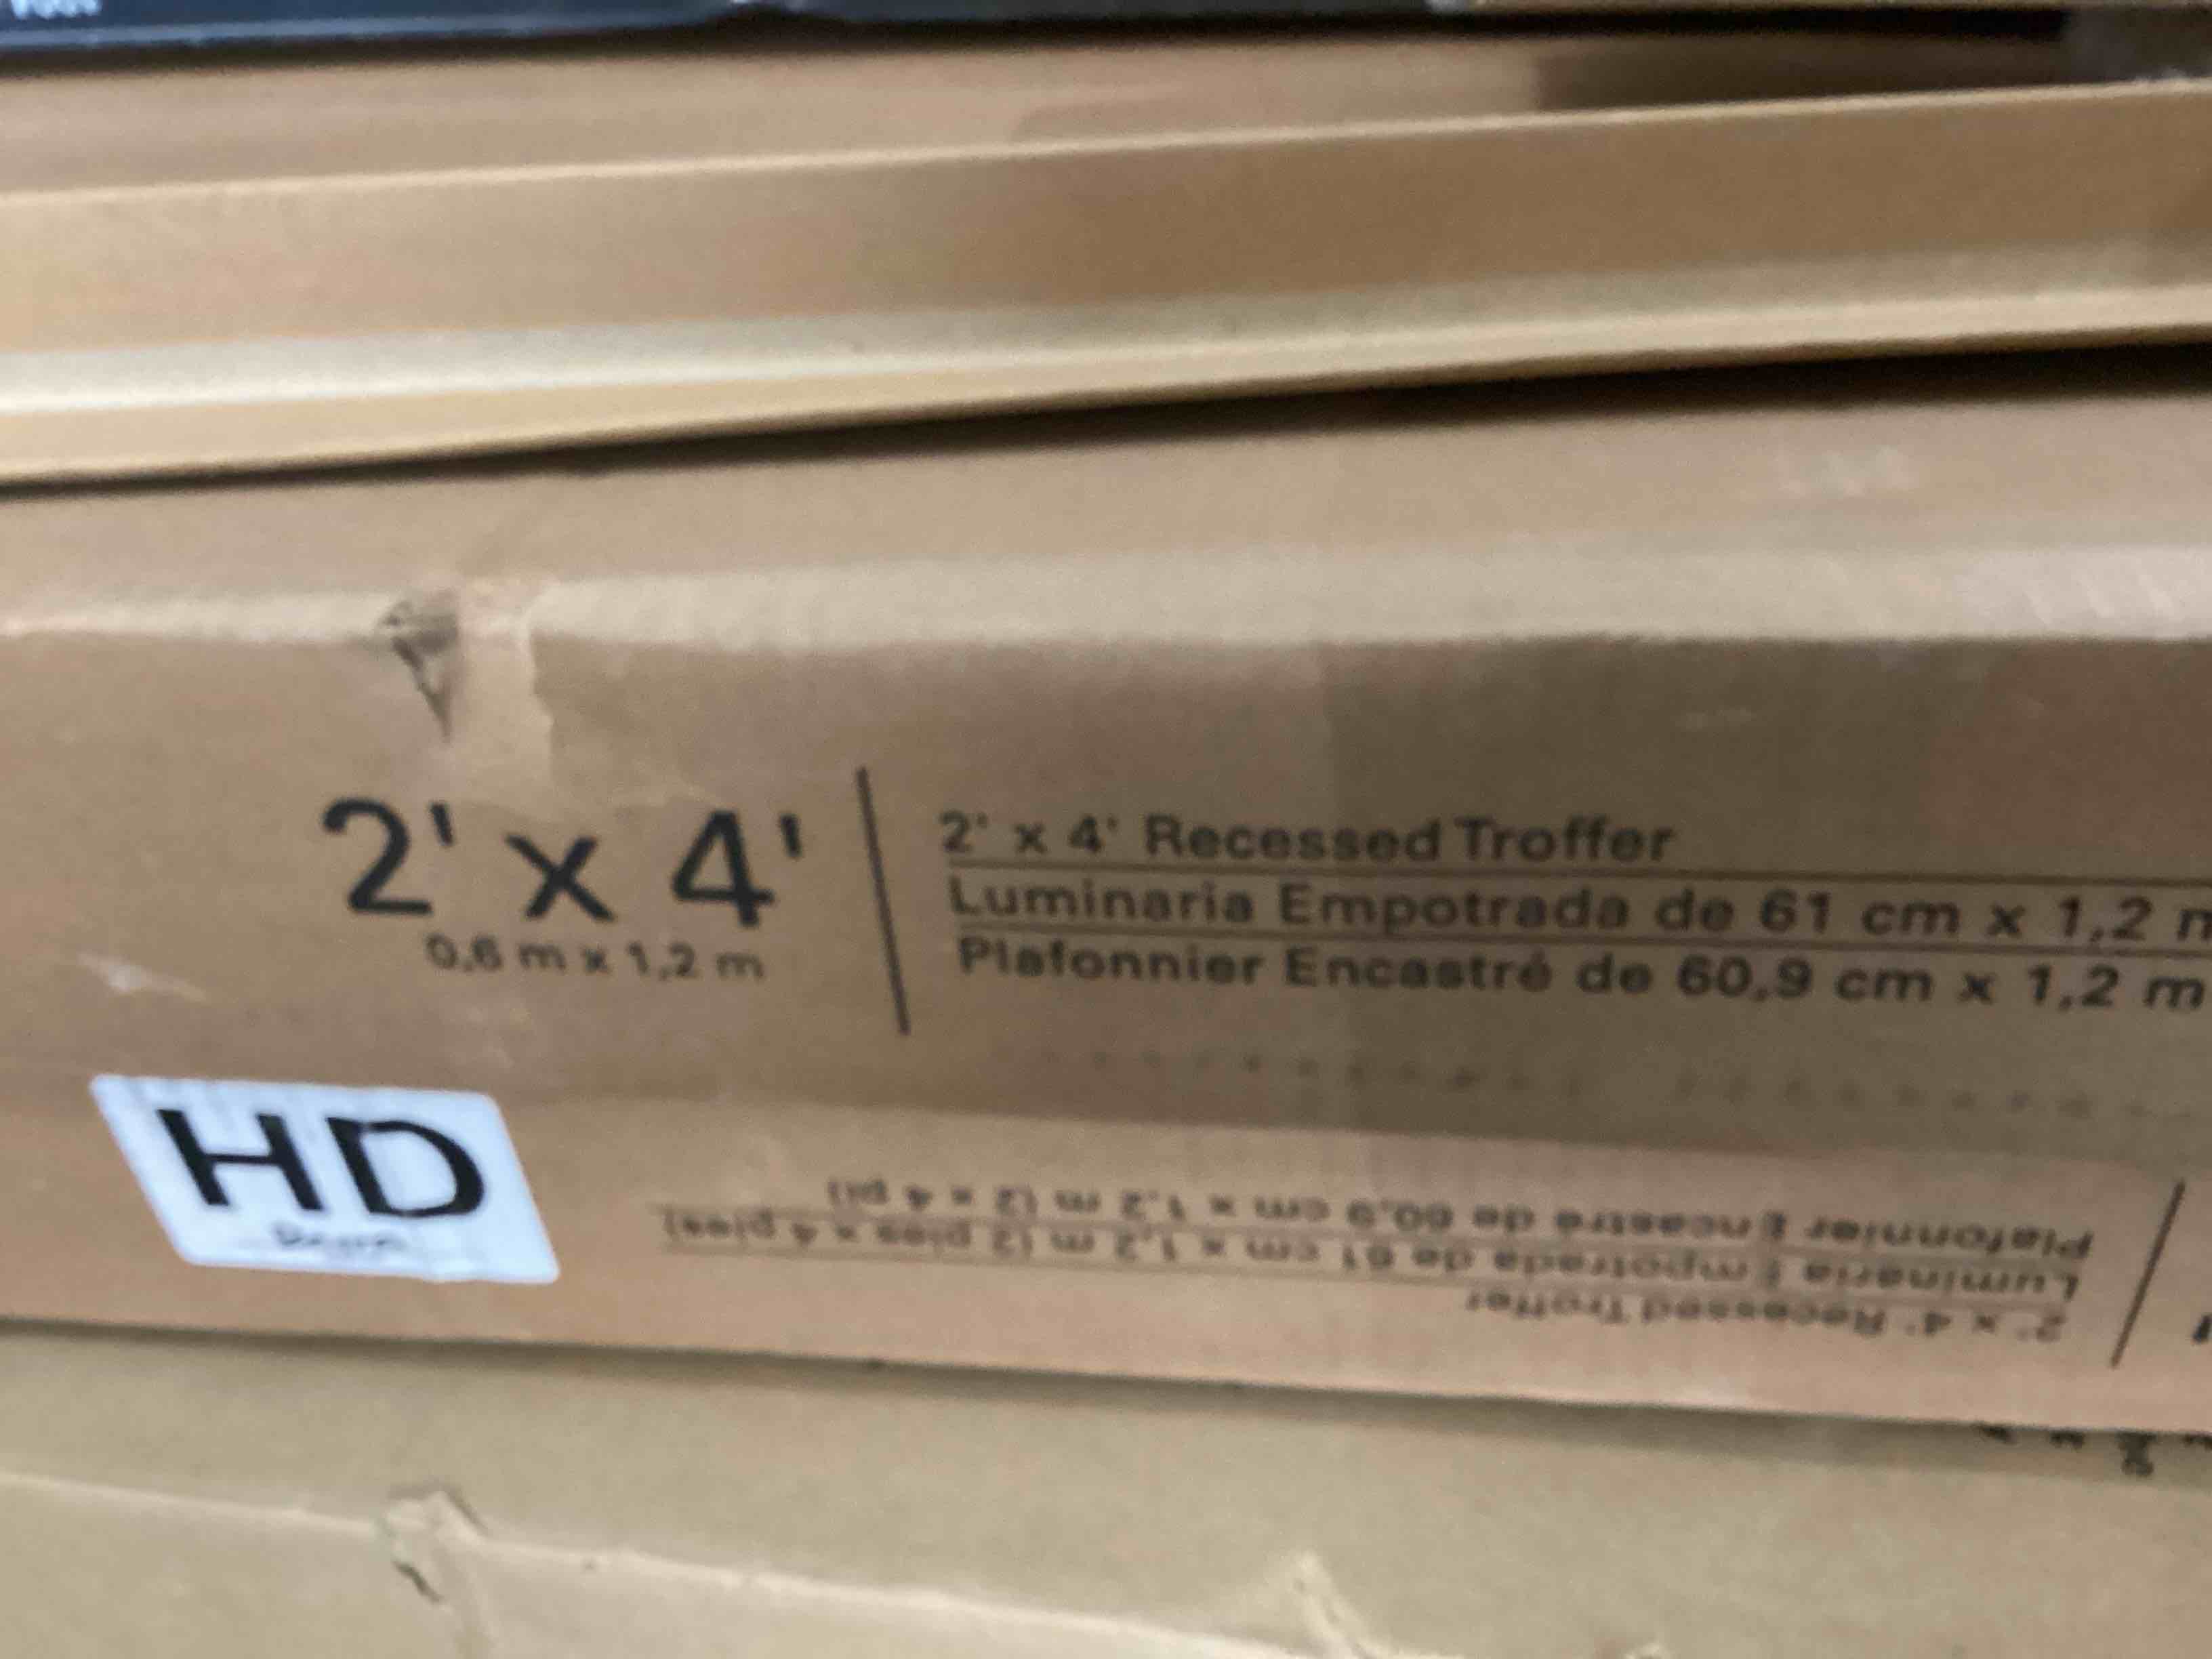 2' x 4'
0,6 m x 1,2 m
2' x 4' Recessed Troffer
Luminaria Empotrada de 61 cm x 1,2 m
Plafonnier Encastré de 60,9 cm x 1,2 m
HD
2' x 4' Recessed Troffer
Luminaria Empotrada de 61 cm x 1,2 m (2 pies x 4 pies)
Plafonnier Encastré de 60,9 cm x 1,2 m (2 x 4 pi)